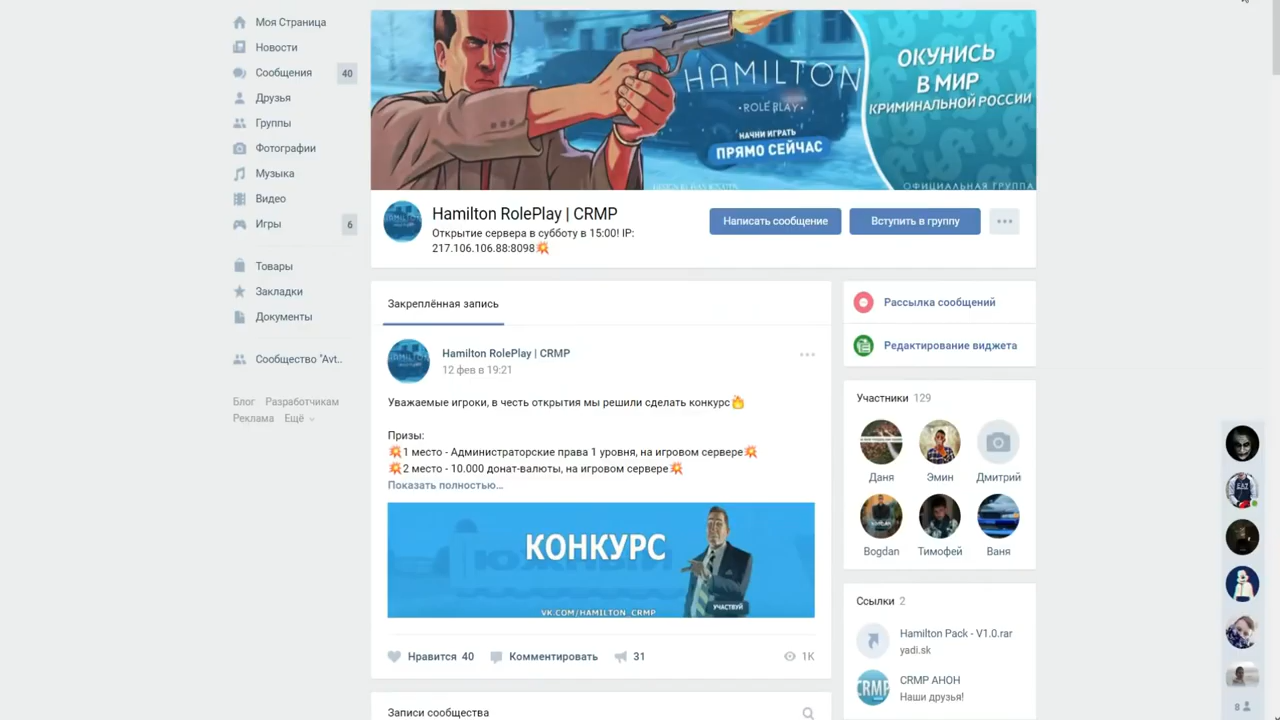 Моя Страница
Новости
Сообщения 40
Друзья
Группы
Фотографии
Музыка
Видео
Игры 6
Товары
Закладки
Документы
Сообщество "Avt..
Блог Разработчикам
Реклама Ещё
HAMILTON
ROLE PLAY
НАЧНИ ИГРАТЬ
ПРЯМО СЕЙЧАС
ОКУНИСЬ
В МИР
КРИМИНАЛЬНОЙ РОССИИ
ОФИЦИАЛЬНАЯ ГРУППА
Hamilton RolePlay | CRMP
Открытие сервера в субботу в 15:00! IP:
217.106.106.88:8098💥
Написать сообщение
Вступить в группу
Закреплённая запись
Hamilton RolePlay | CRMP
12 фев в 19:21
Уважаемые игроки, в честь открытия мы решили сделать конкурс🔥
Призы:
💥1 место - Администраторские права 1 уровня, на игровом сервере💥
💥2 место - 10.000 донат-валюты, на игровом сервере💥
Показать полностью…
ЮЖНЫЙ
КОНКУРС
VK.COM/HAMILTON_CRMP
УЧАСТВУЙ
Нравится 40
Комментировать
31
1K
Записи сообщества
Рассылка сообщений
Редактирование виджета
Участники 129
Даня
Эмин
Дмитрий
Bogdan
Тимофей
Ваня
Ссылки 2
Hamilton Pack - V1.0.rar
yadi.sk
CRMP
CRMP АНОН
Наши друзья!
8